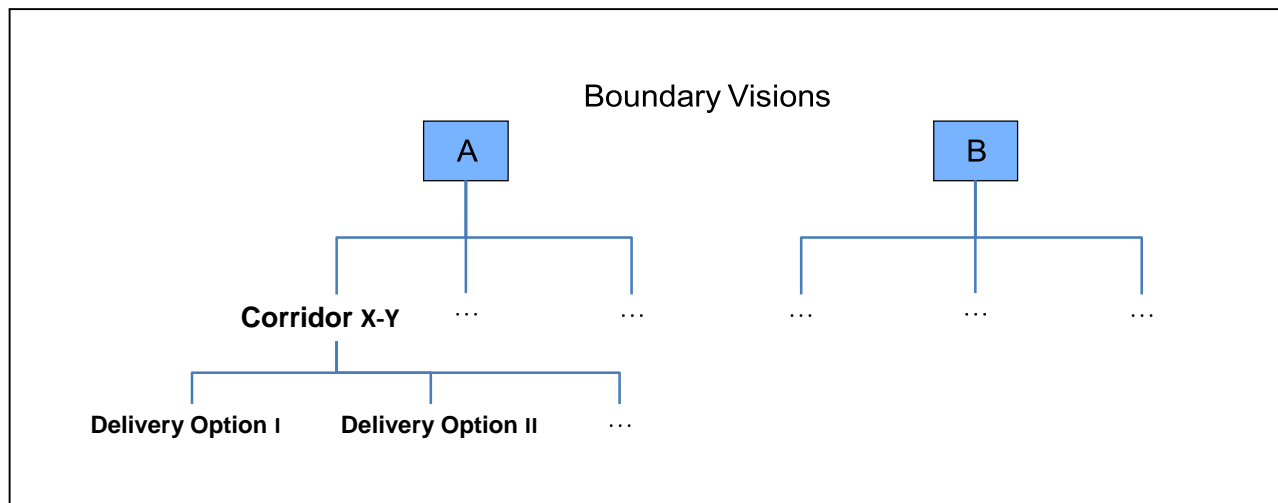 Boundary Visions
A B
Corridor X-Y ... ... ... ... ...
Delivery Option I Delivery Option II ...